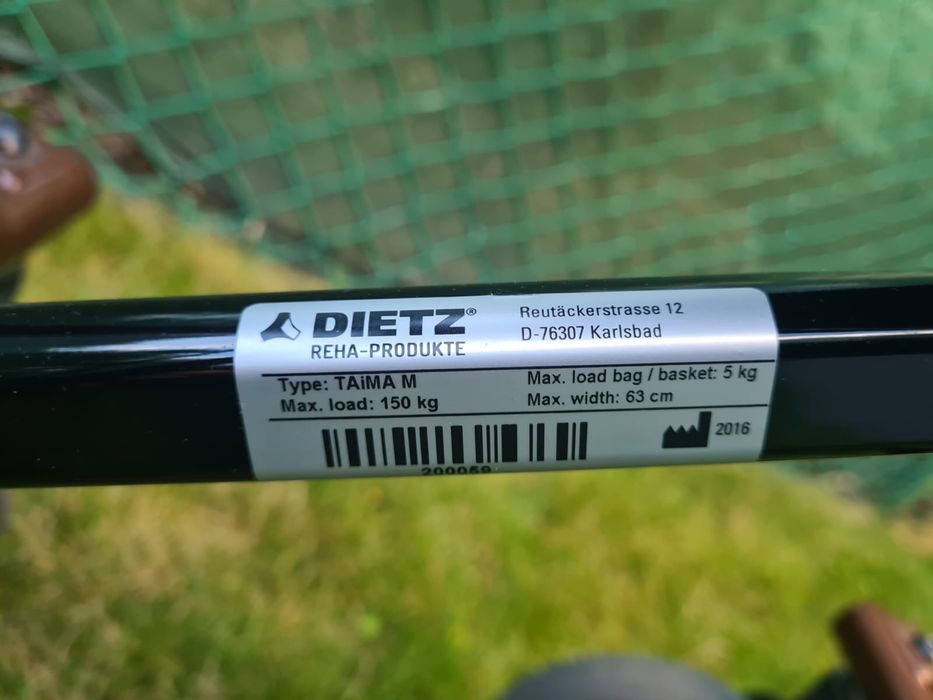 DIETZ®
REHA-PRODUKTE
Reutäckerstrasse 12
D-76307 Karlsbad
Type: TAiMA M
Max. load: 150 kg
Max. load bag / basket: 5 kg
Max. width: 63 cm
200059
2016